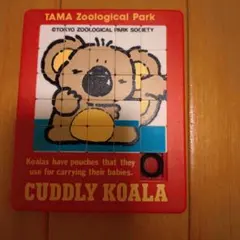 TAMA Zoological Park
©TOKYO ZOOLOGICAL PARK SOCIETY
Koalas have pouches that they
use for carrying their babies.
CUDDLY KOALA